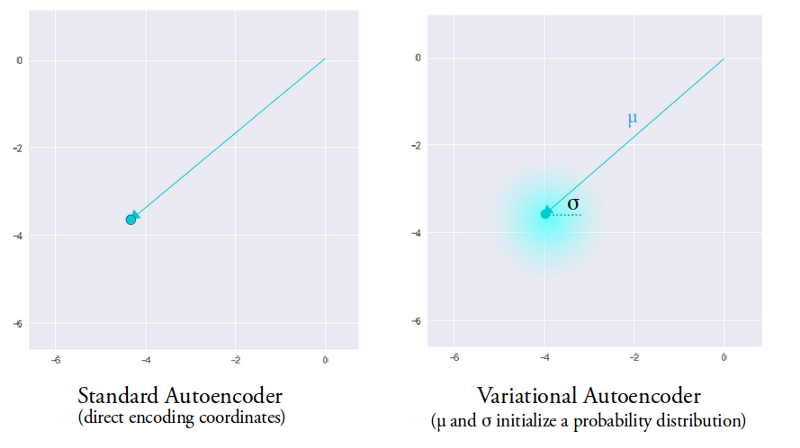 0
-2
-4
-6
-6 -4 -2 0
Standard Autoencoder
(direct encoding coordinates)
0
-2
-4
-6
μ
σ
-6 -4 -2 0
Variational Autoencoder
(μ and σ initialize a probability distribution)